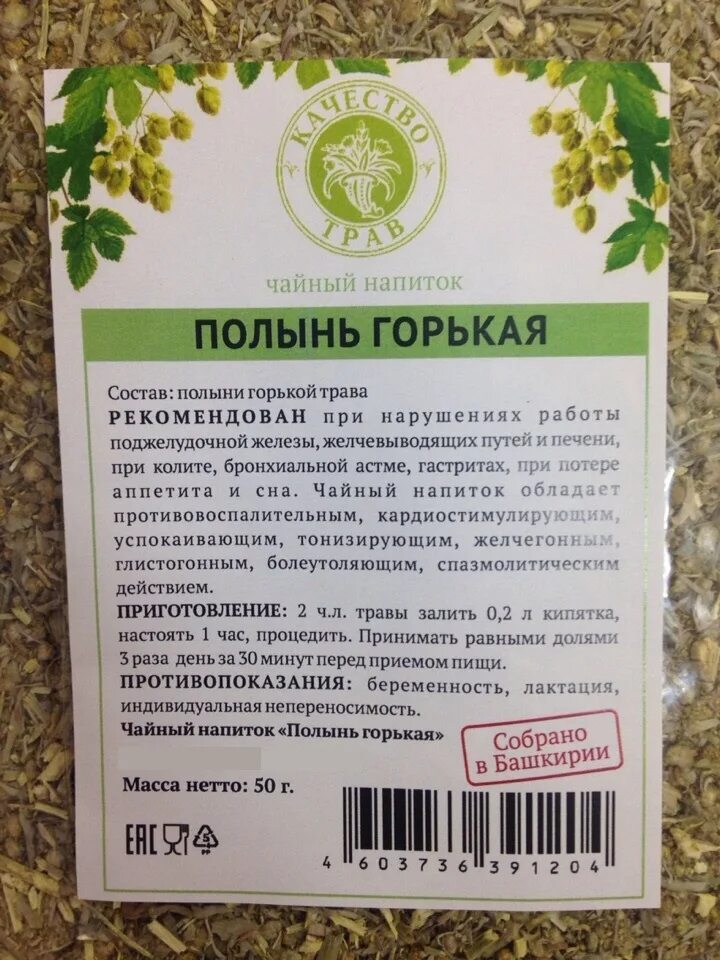 КАЧЕСТВО
ТРАВ
чайный напиток
ПОЛЫНЬ ГОРЬКАЯ
Состав: полыни горькой трава
РЕКОМЕНДОВАН при нарушениях работы
поджелудочной железы, желчевыводящих путей и печени,
при колите, бронхиальной астме, гастритах, при потере
аппетита и сна. Чайный напиток обладает
противовоспалительным, кардиостимулирующим,
успокаивающим, тонизирующим, желчегонным,
глистогонным, болеутоляющим, спазмолитическим
действием.
ПРИГОТОВЛЕНИЕ: 2 ч.л. травы залить 0,2 л кипятка,
настоять 1 час, процедить. Принимать равными долями
3 раза день за 30 минут перед приемом пищи.
ПРОТИВОПОКАЗАНИЯ: беременность, лактация,
индивидуальная непереносимость.
Чайный напиток «Полынь горькая»
Собрано
в Башкирии
Масса нетто: 50 г.
ЕАС
5
PP
4 603736 391204